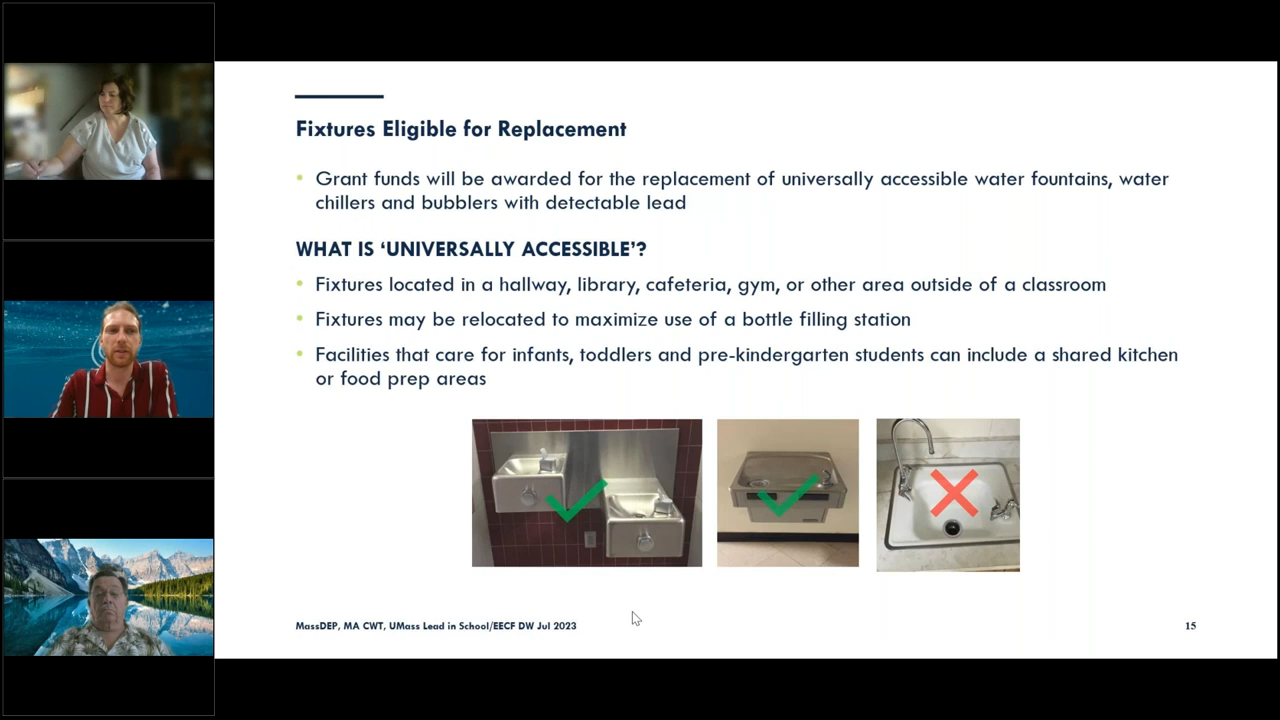 Fixtures Eligible for Replacement
• Grant funds will be awarded for the replacement of universally accessible water fountains, water
chillers and bubblers with detectable lead
WHAT IS ‘UNIVERSALLY ACCESSIBLE’?
• Fixtures located in a hallway, library, cafeteria, gym, or other area outside of a classroom
• Fixtures may be relocated to maximize use of a bottle filling station
• Facilities that care for infants, toddlers and pre-kindergarten students can include a shared kitchen
or food prep areas
MassDEP, MA CWT, UMass Lead in School/EECF DW Jul 2023
15